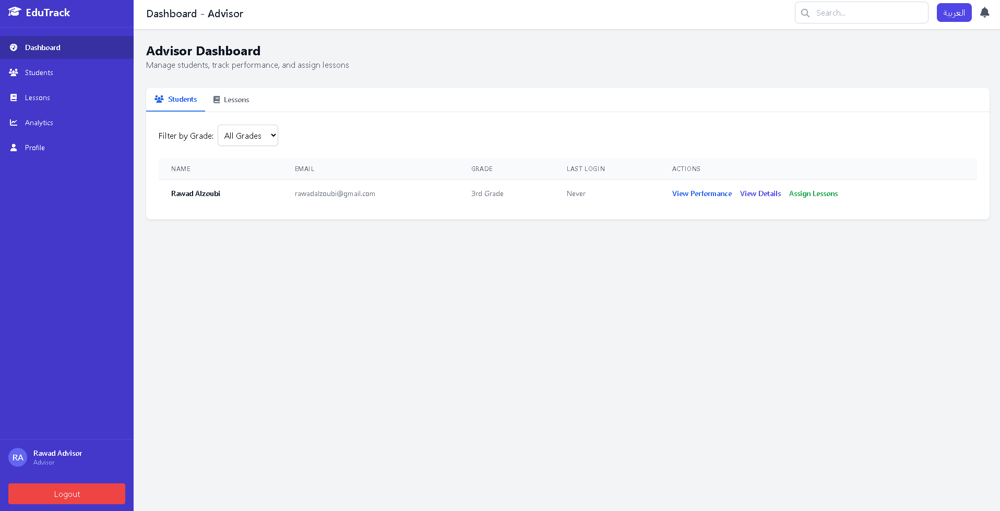 EduTrack
Dashboard
Students
Lessons
Analytics
Profile
RA
Rawad Advisor
Advisor
Logout
Dashboard - Advisor
Search...
العربية
Advisor Dashboard
Manage students, track performance, and assign lessons
Students Lessons
Filter by Grade: All Grades
NAME EMAIL GRADE LAST LOGIN ACTIONS
Rawad Alzoubi rawadalzoubi@gmail.com 3rd Grade Never View Performance View Details Assign Lessons